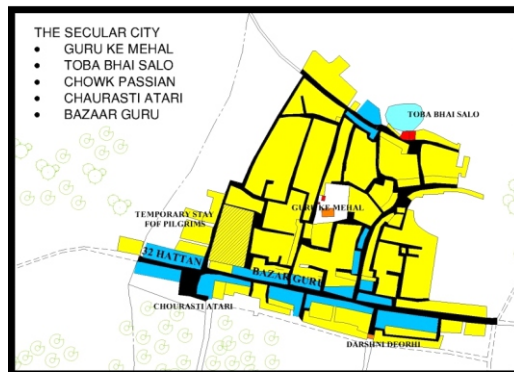 THE SECULAR CITY
• GURU KE MEHAL
• TOBA BHAI SALO
• CHOWK PASSIAN
• CHAURASTI ATARI
• BAZAAR GURU
TOBA BHAI SALO
GURU KE MEHAL
TEMPORARY STAY
FOF PILGRIMS
32 HATTAN
BAZAR GURU
CHOURASTI ATARI
DARSHNI DEORHI